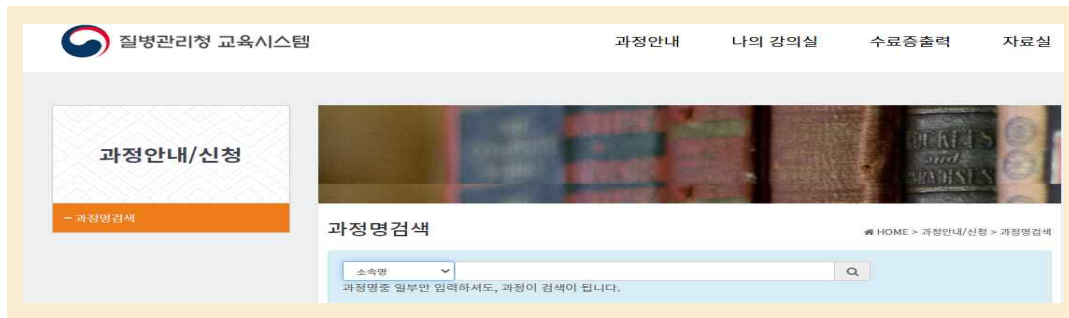 질병관리청 교육시스템
과정안내 나의 강의실 수료증출력 자료실
과정안내/신청
POCKETS
and
PARADISES
- 과정명검색
과정명검색
HOME > 과정안내/신청 > 과정명검색
소속명
과정명중 일부만 입력하셔도, 과정이 검색이 됩니다.